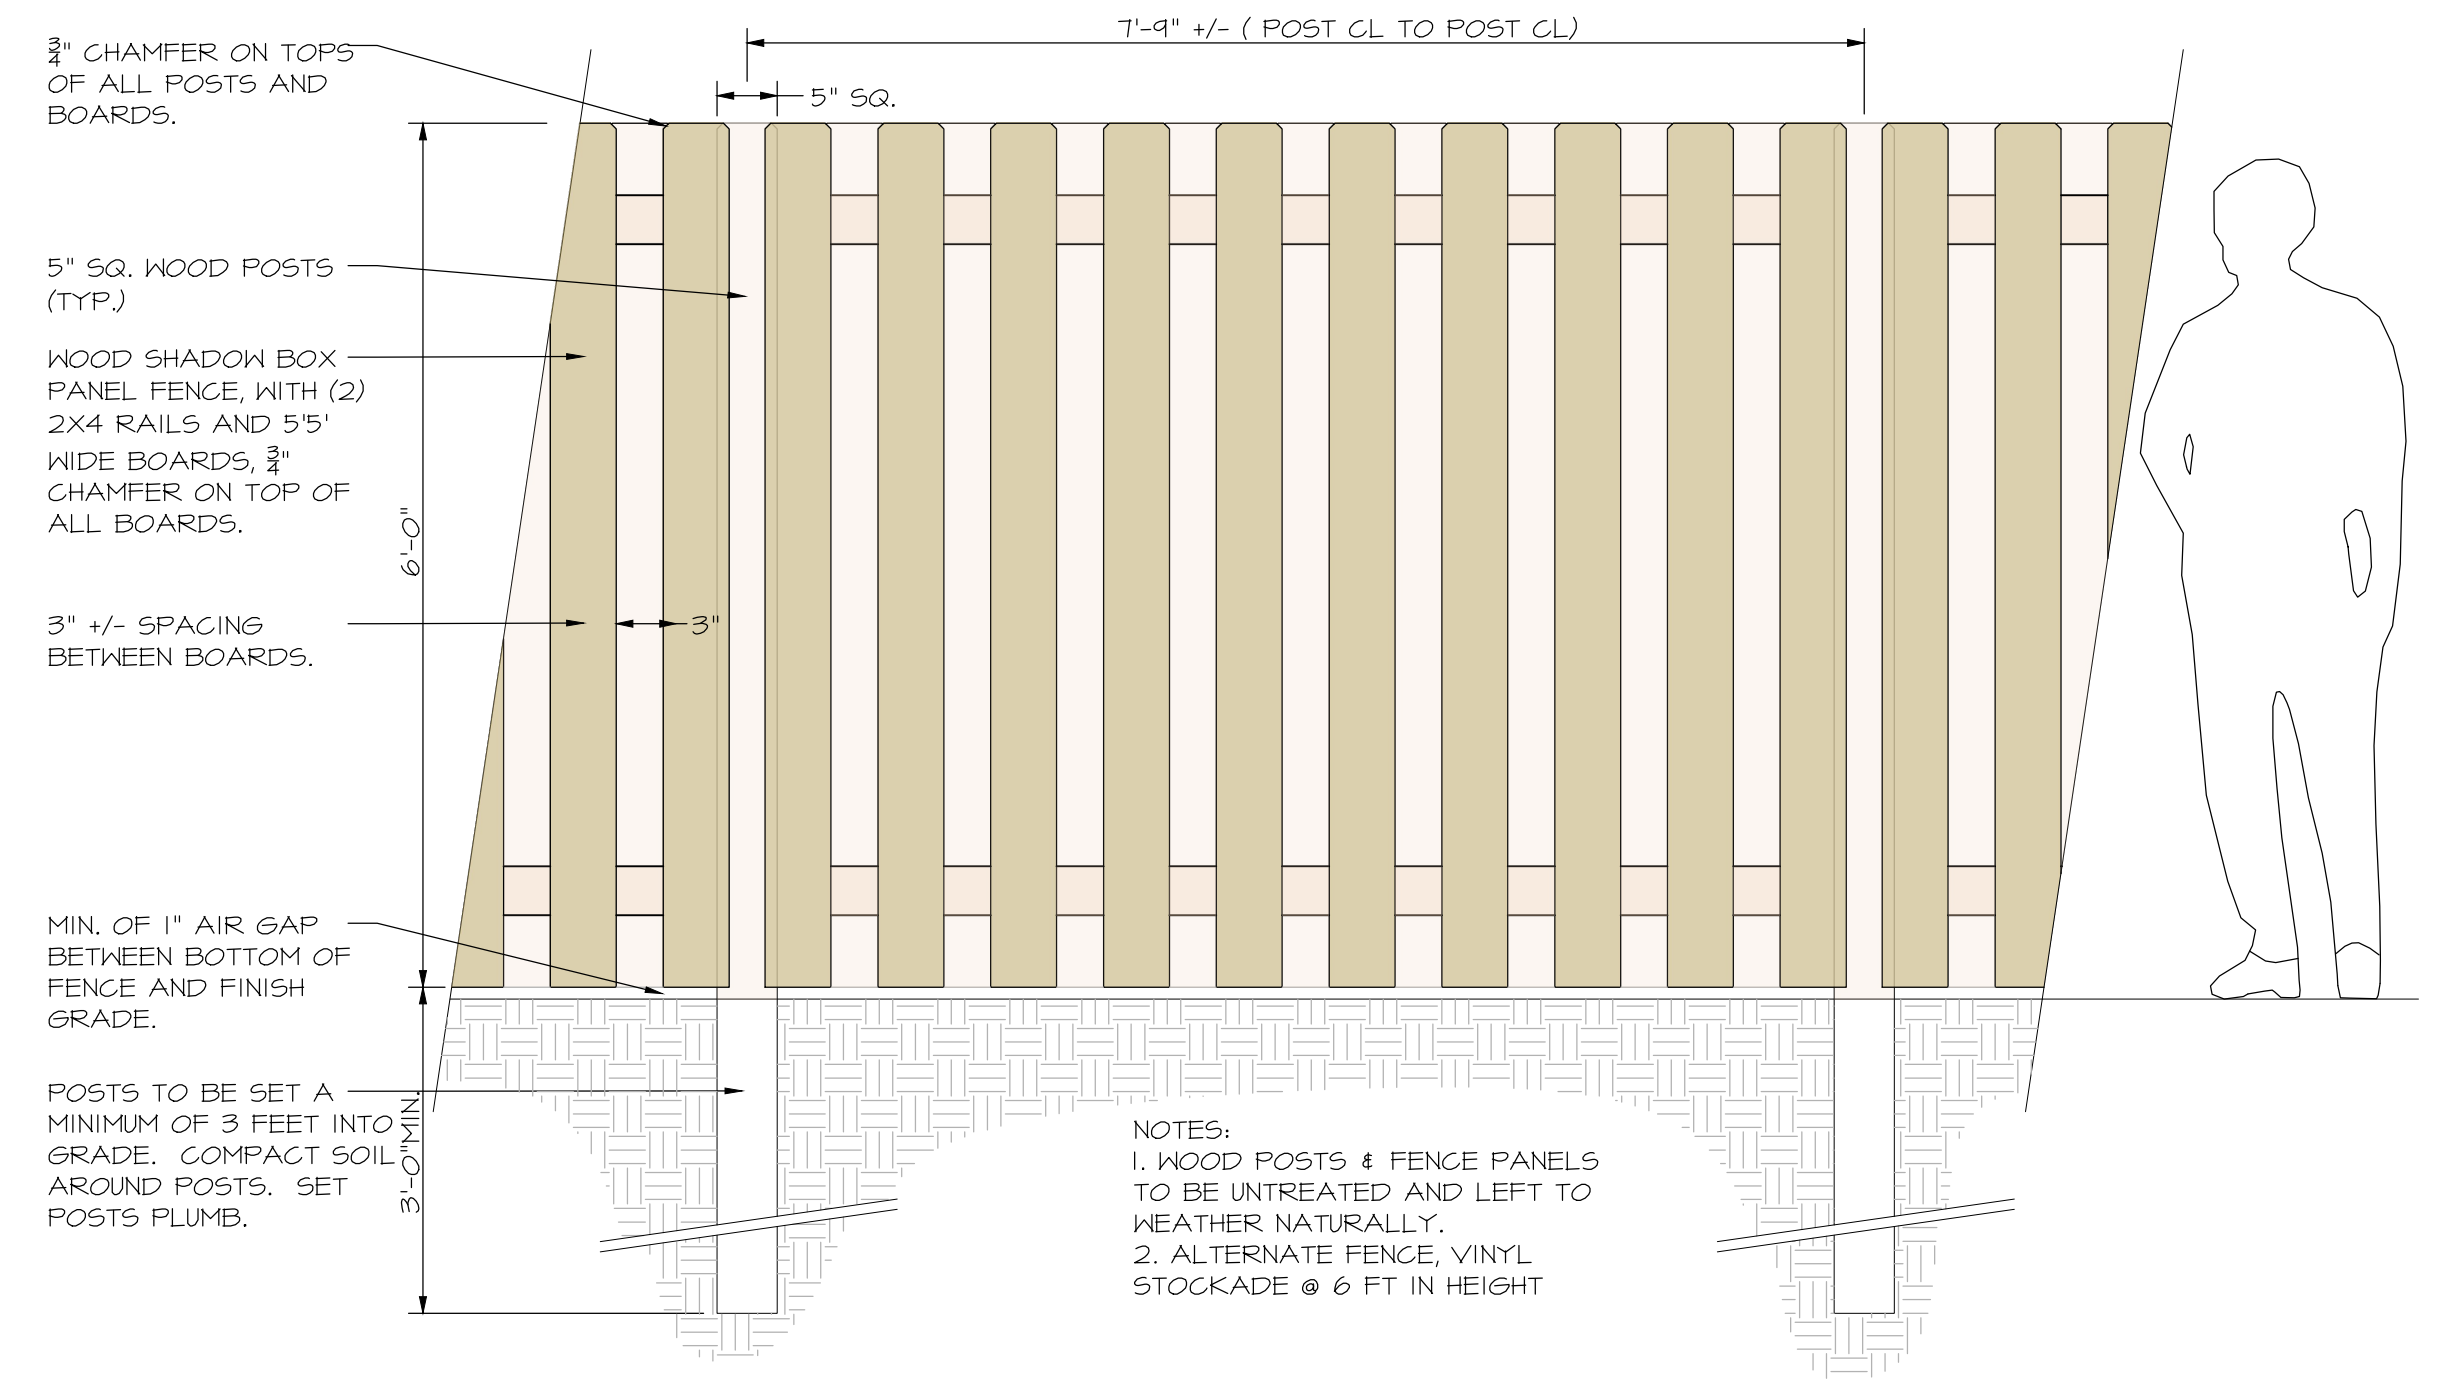 7'-9" +/- ( POST CL TO POST CL)
5" SQ.
3/4" CHAMFER ON TOPS
OF ALL POSTS AND
BOARDS.
5" SQ. WOOD POSTS
(TYP.)
WOOD SHADOW BOX
PANEL FENCE, WITH (2)
2X4 RAILS AND 5'5'
WIDE BOARDS, 3/4"
CHAMFER ON TOP OF
ALL BOARDS.
6'-0"
3" +/- SPACING
BETWEEN BOARDS.
3"
MIN. OF 1" AIR GAP
BETWEEN BOTTOM OF
FENCE AND FINISH
GRADE.
POSTS TO BE SET A
MINIMUM OF 3 FEET INTO
GRADE. COMPACT SOIL
AROUND POSTS. SET
POSTS PLUMB.
3'-0"MIN.
NOTES:
1. WOOD POSTS & FENCE PANELS
TO BE UNTREATED AND LEFT TO
WEATHER NATURALLY.
2. ALTERNATE FENCE, VINYL
STOCKADE @ 6 FT IN HEIGHT